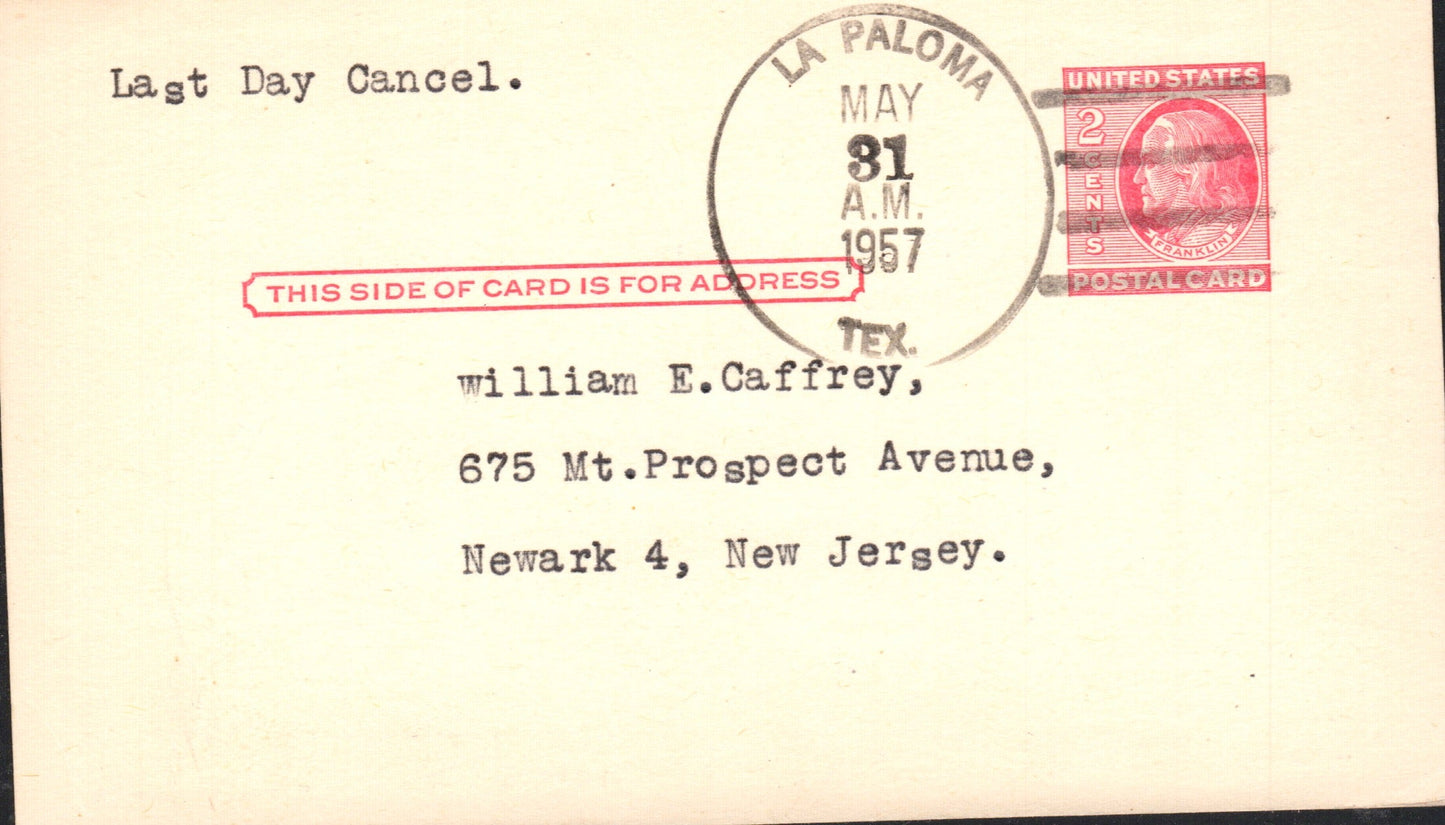 Last Day Cancel.
LA PALOMA
MAY
31
A.M.
1957
TEX.
UNITED STATES
2
CENTS
FRANKLIN
POSTAL CARD
THIS SIDE OF CARD IS FOR ADDRESS
William E.Caffrey,
675 Mt.Prospect Avenue,
Newark 4, New Jersey.